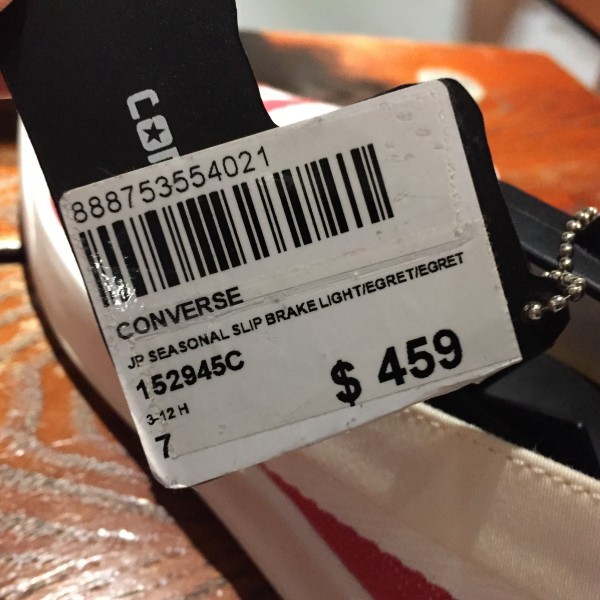 888753554021
CONVERSE
JP SEASONAL SLIP BRAKE LIGHT/EGRET/EGRET
152945C
$ 459
3-12 H
7